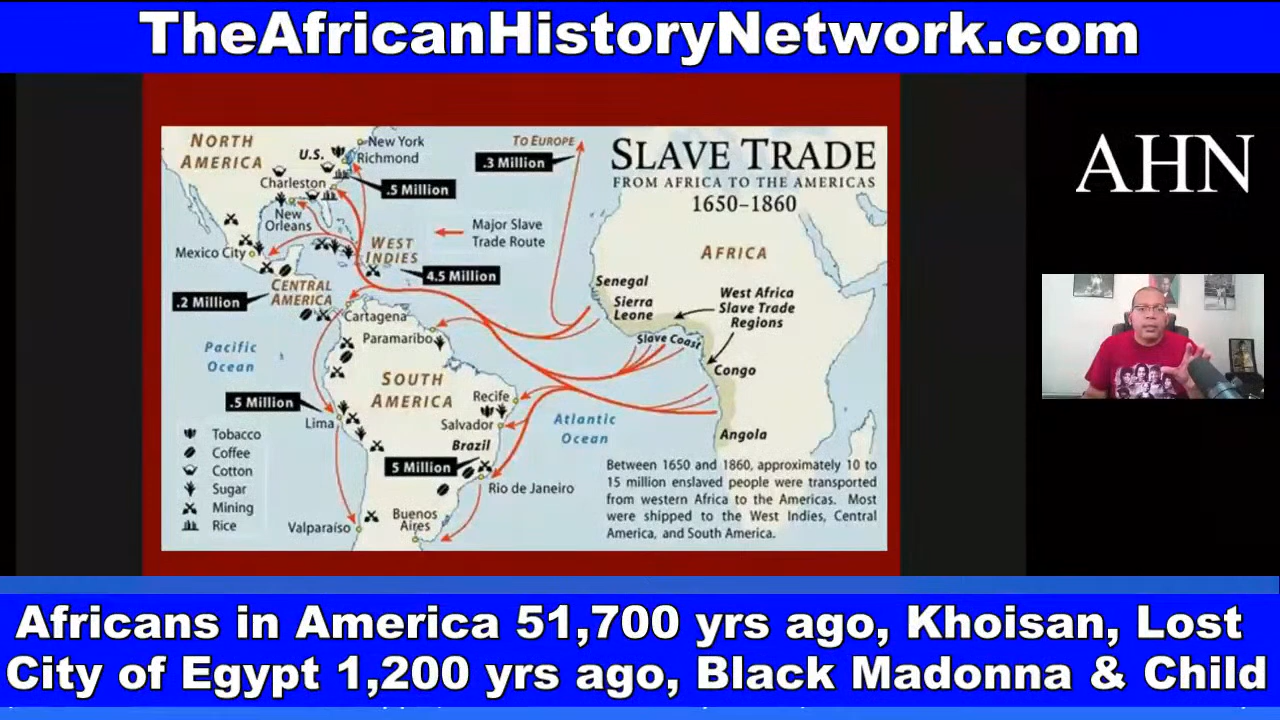 TheAfricanHistoryNetwork.com
AHN
NORTH
AMERICA
U.S.
New York
Richmond
Charleston
New
Orleans
Mexico City
.5 Million
TO EUROPE
.3 Million
SLAVE TRADE
FROM AFRICA TO THE AMERICAS
1650–1860
Major Slave
Trade Route
WEST
INDIES
4.5 Million
AFRICA
CENTRAL
AMERICA
.2 Million
Cartagena
Paramaribo
Senegal
Sierra
Leone
West Africa
Slave Trade
Regions
Slave Coast
Congo
Angola
Pacific
Ocean
SOUTH
AMERICA
.5 Million
Lima
Recife
Salvador
Brazil
5 Million
Rio de Janeiro
Atlantic
Ocean
Valparaíso
Buenos
Aires
Tobacco
Coffee
Cotton
Sugar
Mining
Rice
Between 1650 and 1860, approximately 10 to
15 million enslaved people were transported
from western Africa to the Americas. Most
were shipped to the West Indies, Central
America, and South America.
Africans in America 51,700 yrs ago, Khoisan, Lost
City of Egypt 1,200 yrs ago, Black Madonna & Child